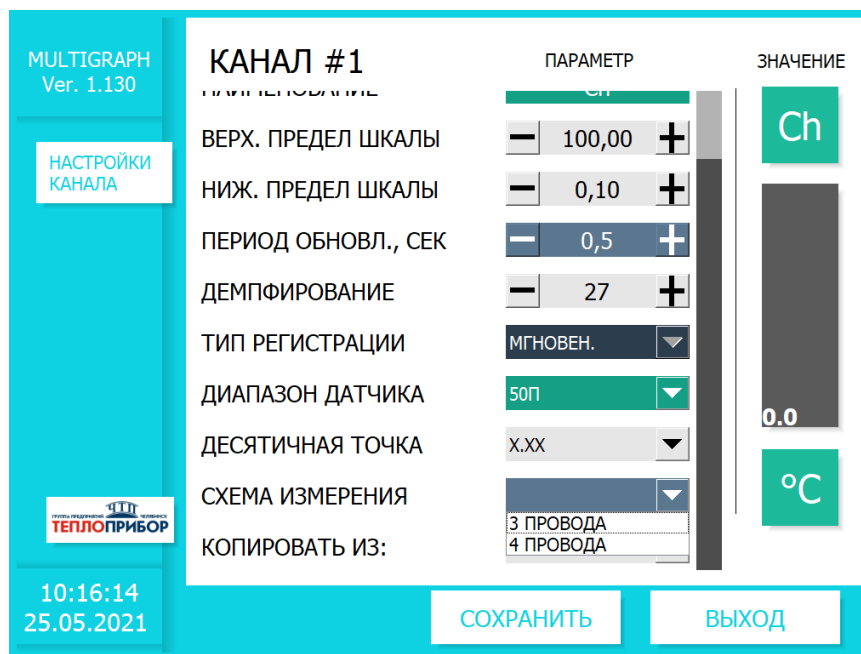 MULTIGRAPH
Ver. 1.130
НАСТРОЙКИ
КАНАЛА
ТЕПЛОПРИБОР
10:16:14
25.05.2021
КАНАЛ #1 ПАРАМЕТР ЗНАЧЕНИЕ
НАИМЕНОВАНИЕ Ch
ВЕРХ. ПРЕДЕЛ ШКАЛЫ — 100,00 +
НИЖ. ПРЕДЕЛ ШКАЛЫ — 0,10 +
ПЕРИОД ОБНОВЛ., СЕК — 0,5 +
ДЕМПФИРОВАНИЕ — 27 +
ТИП РЕГИСТРАЦИИ МГНОВЕН.
ДИАПАЗОН ДАТЧИКА 50П
ДЕСЯТИЧНАЯ ТОЧКА X.XX
СХЕМА ИЗМЕРЕНИЯ
3 ПРОВОДА
4 ПРОВОДА
КОПИРОВАТЬ ИЗ:
Ch
0.0
°C
СОХРАНИТЬ ВЫХОД